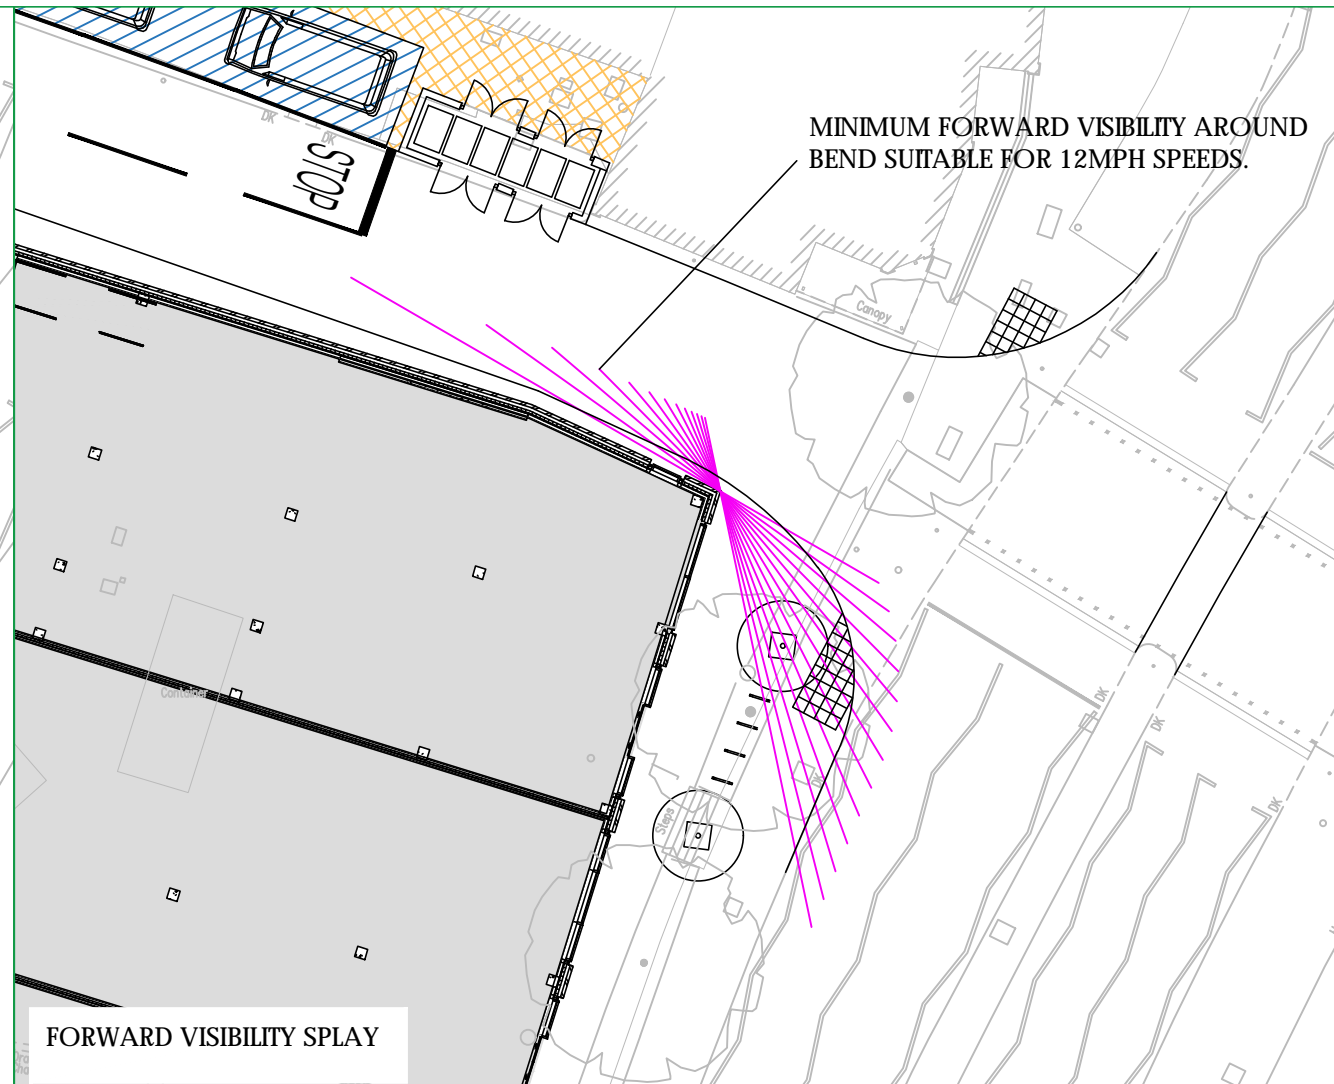 MINIMUM FORWARD VISIBILITY AROUND
BEND SUITABLE FOR 12MPH SPEEDS.
DK
DK
STOP
Canopy
Container
DK
DK
DK
DK
Steps
FORWARD VISIBILITY SPLAY